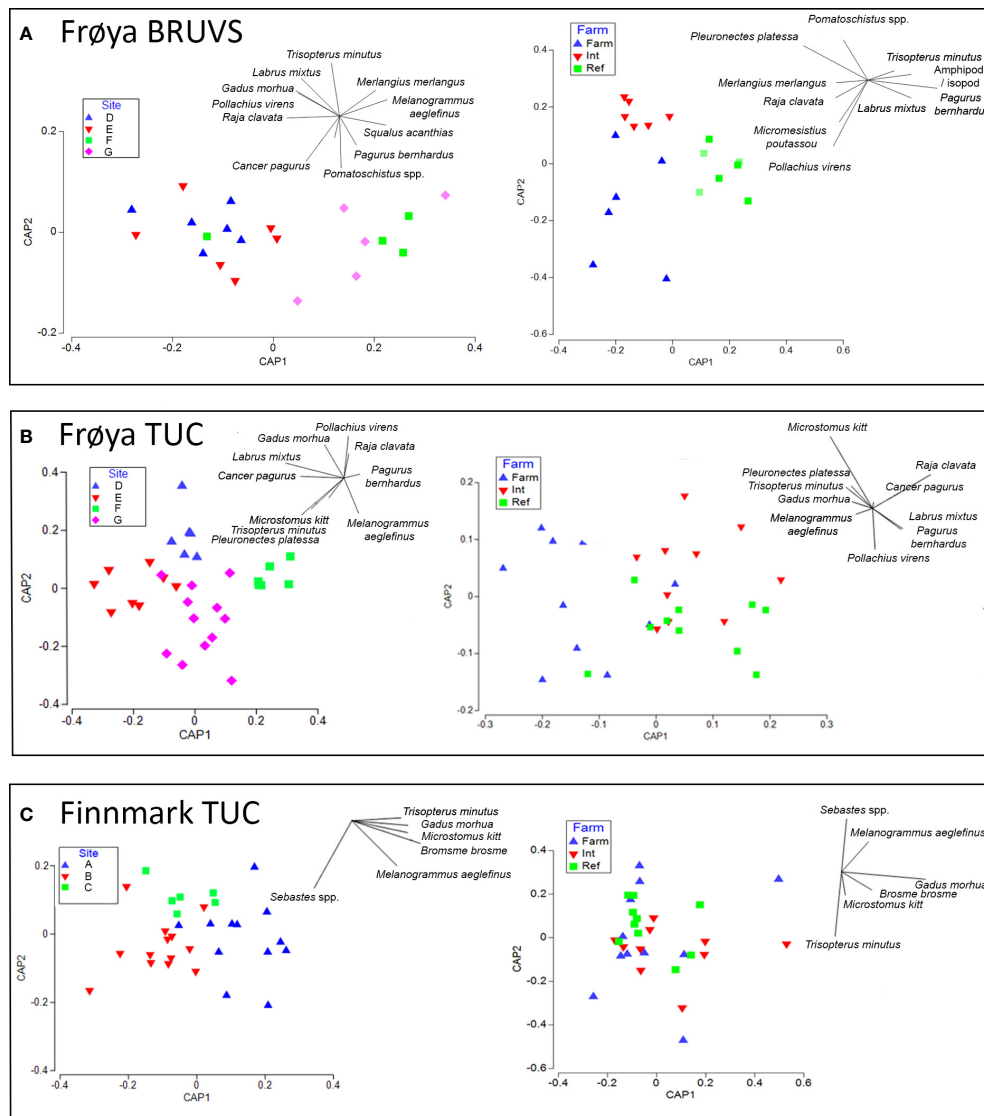 A Frøya BRUVS
Site
D
E
F
G
Trisopterus minutus
Labrus mixtus
Gadus morhua
Pollachius virens
Raja clavata
Merlangius merlangus
Melanogrammus
aeglefinus
Squalus acanthias
Cancer pagurus
Pagurus bernhardus
Pomatoschistus spp.
0.2
0
-0.2
CAP2
-0.4 -0.2 0 0.2 0.4
CAP1
Farm
Farm
Int
Ref
Pomatoschistus spp.
Pleuronectes platessa
Trisopterus minutus
Amphipod
/ isopod
Merlangius merlangus
Pagurus
bernhardus
Raja clavata
Labrus mixtus
Micromesistius
poutassou
Pollachius virens
0.4
0.2
0
-0.2
-0.4
-0.6
CAP2
-0.4 -0.2 0 0.2 0.4 0.6
CAP1
B Frøya TUC
Site
D
E
F
G
Pollachius virens
Gadus morhua
Raja clavata
Labrus mixtus
Cancer pagurus
Pagurus
bernhardus
Microstomus kitt
Trisopterus minutus
Pleuronectes platessa
Melanogrammus
aeglefinus
0.4
0.2
0
-0.2
-0.4
CAP2
-0.4 -0.2 0 0.2 0.4
CAP1
Farm
Farm
Int
Ref
Microstomus kitt
Raja clavata
Pleuronectes platessa
Trisopterus minutus
Cancer pagurus
Gadus morhua
Melanogrammus
aeglefinus
Labrus mixtus
Pagurus
bernhardus
Pollachius virens
0.2
0.1
0
-0.1
-0.2
CAP2
-0.3 -0.2 -0.1 0 0.1 0.2 0.3
CAP1
C Finnmark TUC
Site
A
B
C
Trisopterus minutus
Gadus morhua
Microstomus kitt
Bromsme brosme
Melanogrammus aeglefinus
Sebastes spp.
0.2
0
-0.2
-0.4
CAP2
-0.4 -0.2 0 0.2 0.4
CAP1
Farm
Farm
Int
Ref
Sebastes spp.
Melanogrammus aeglefinus
Gadus morhua
Brosme brosme
Microstomus kitt
Trisopterus minutus
0.6
0.4
0.2
0
-0.2
-0.4
-0.6
CAP2
-0.4 -0.2 0 0.2 0.4 0.6
CAP1